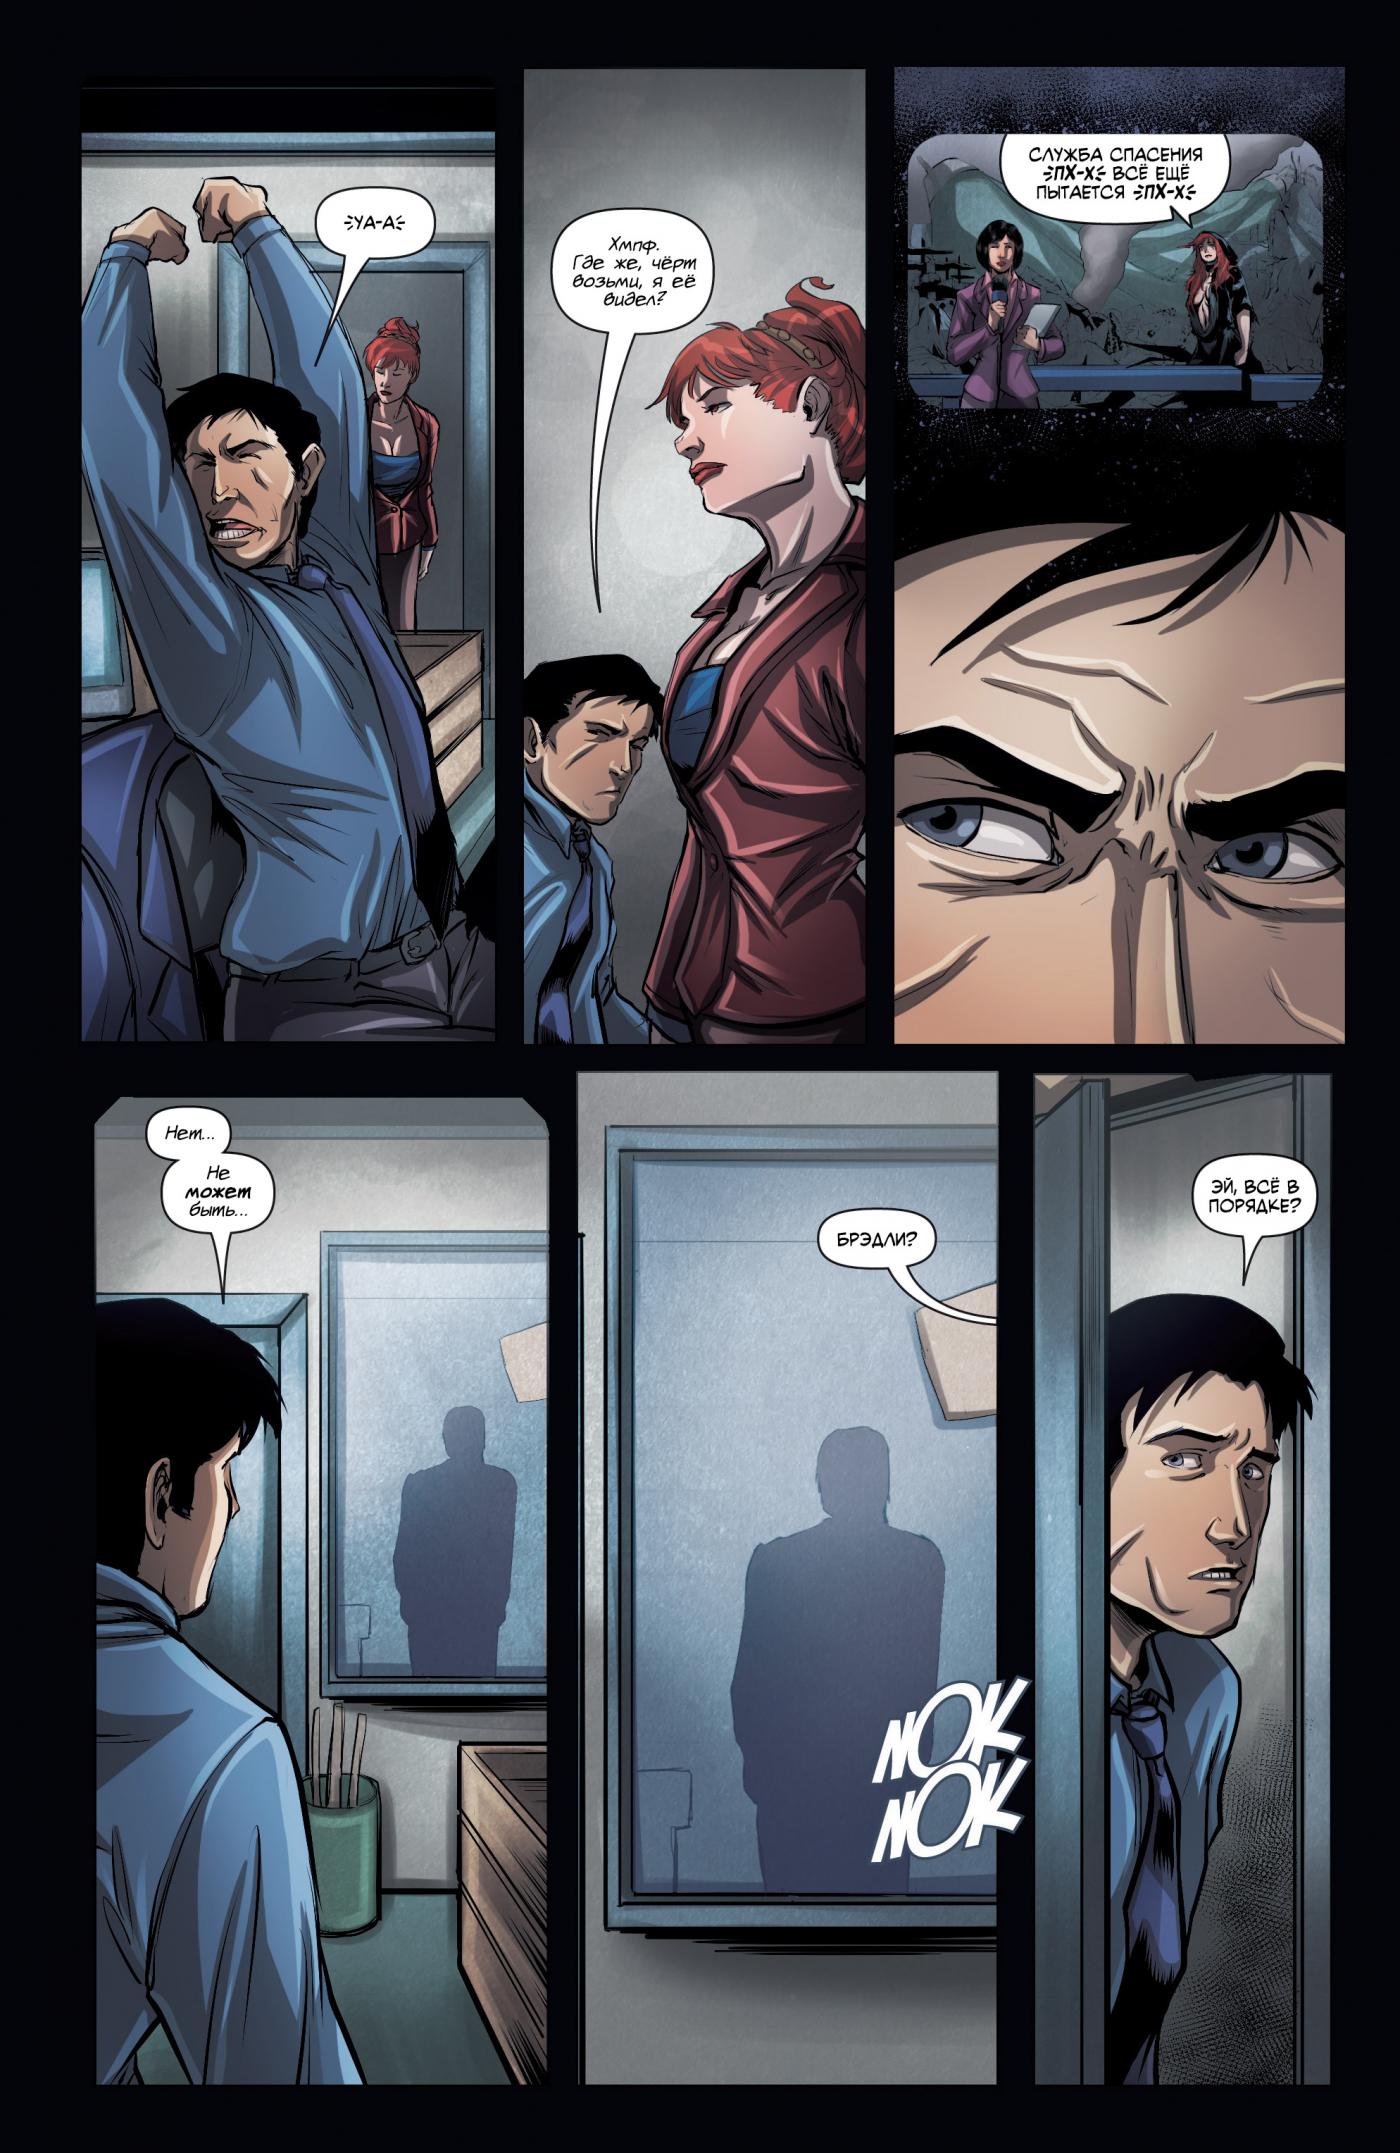 ҉УА-А҉
Хмпф.
Где же, чёрт
возьми, я её
видел?
СЛУЖБА СПАСЕНИЯ
҉ПХ-Х҉ ВСЁ ЕЩЁ
ПЫТАЕТСЯ ҉ПХ-Х҉
Нет...
Не
может
быть...
БРЭДЛИ?
NOK
NOK
ЭЙ, ВСЁ В
ПОРЯДКЕ?